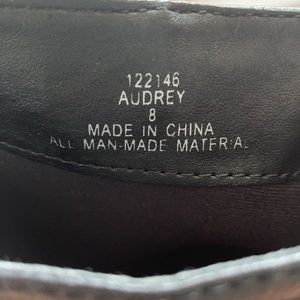 122146
AUDREY
8
MADE IN CHINA
ALL MAN-MADE MATERIAL